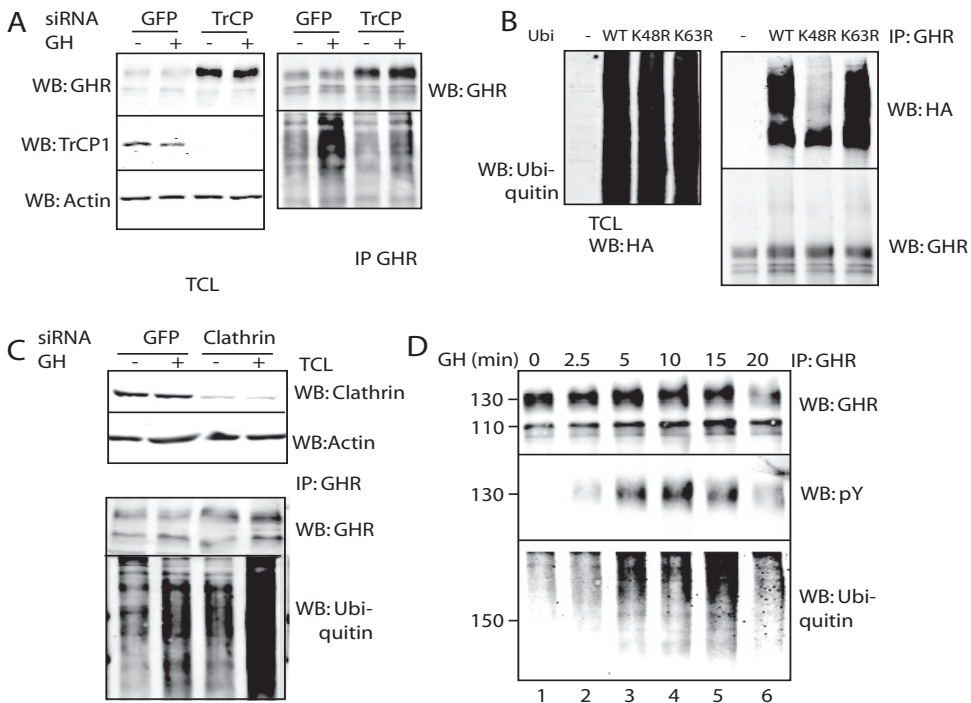 A
siRNA GFP TrCP GFP TrCP
GH - + - + - + - +
WB: GHR
WB: GHR
WB: TrCP1
WB: Actin
IP GHR
TCL
B
Ubi - WT K48R K63R - WT K48R K63R IP: GHR
WB: HA
WB: Ubi-
quitin
TCL
WB: HA
WB: GHR
C
siRNA GFP Clathrin
GH - + - + TCL
WB: Clathrin
WB: Actin
IP: GHR
WB: GHR
WB: Ubi-
quitin
D
GH (min) 0 2.5 5 10 15 20 IP: GHR
130
WB: GHR
110
130
WB: pY
WB: Ubi-
quitin
150
1 2 3 4 5 6